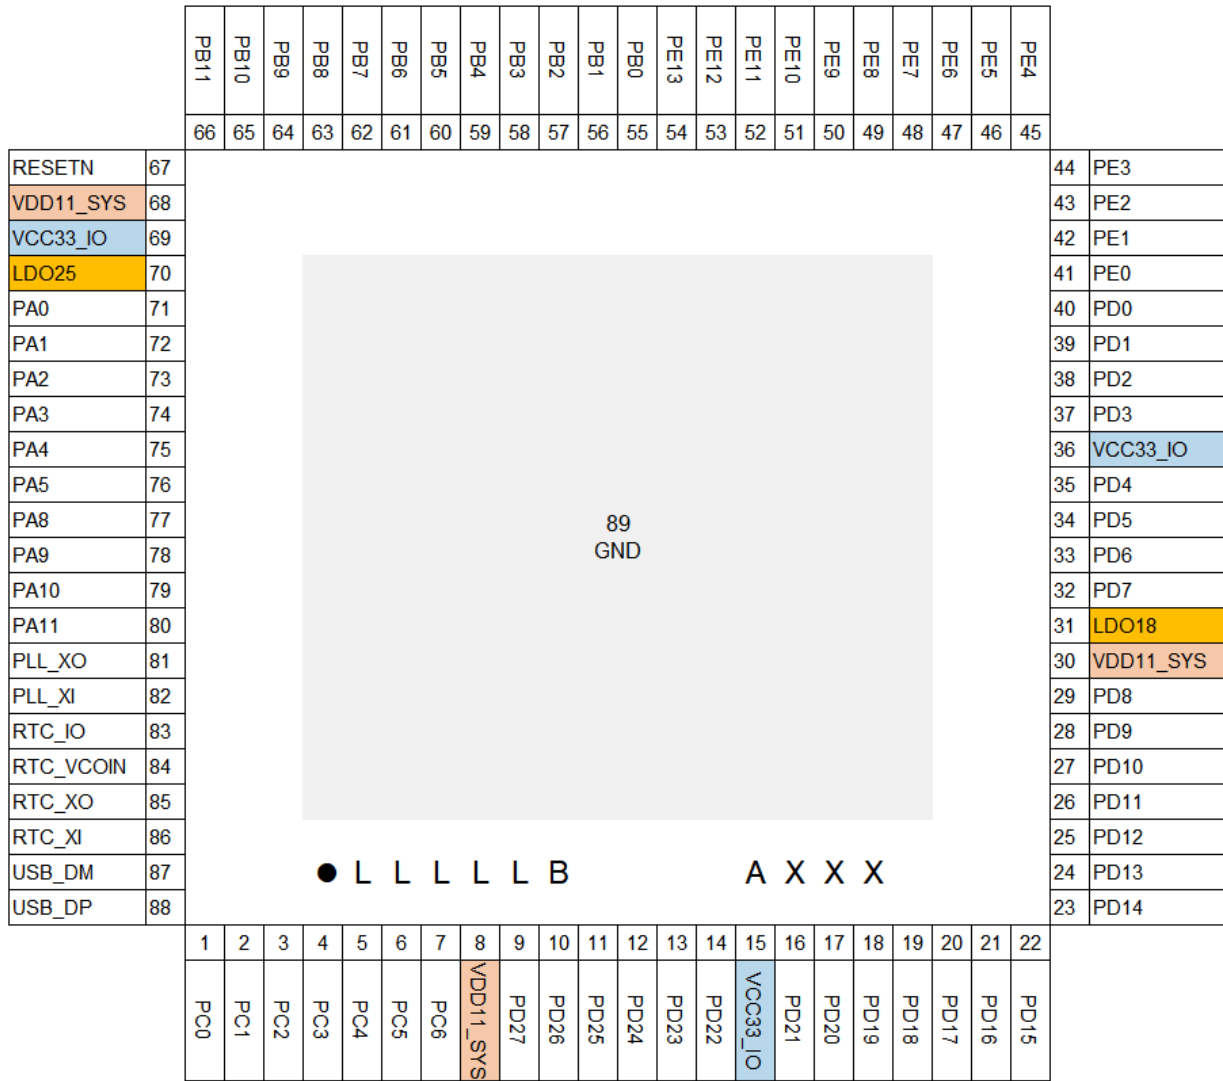 PB11 PB10 PB9 PB8 PB7 PB6 PB5 PB4 PB3 PB2 PB1 PB0 PE13 PE12 PE11 PE10 PE9 PE8 PE7 PE6 PE5 PE4
66 65 64 63 62 61 60 59 58 57 56 55 54 53 52 51 50 49 48 47 46 45
RESETN 67
VDD11_SYS 68
VCC33_IO 69
LDO25 70
PA0 71
PA1 72
PA2 73
PA3 74
PA4 75
PA5 76
PA8 77
PA9 78
PA10 79
PA11 80
PLL_XO 81
PLL_XI 82
RTC_IO 83
RTC_VCOIN 84
RTC_XO 85
RTC_XI 86
USB_DM 87
USB_DP 88
89
GND
● L L L L L B A X X X
44 PE3
43 PE2
42 PE1
41 PE0
40 PD0
39 PD1
38 PD2
37 PD3
36 VCC33_IO
35 PD4
34 PD5
33 PD6
32 PD7
31 LDO18
30 VDD11_SYS
29 PD8
28 PD9
27 PD10
26 PD11
25 PD12
24 PD13
23 PD14
1 2 3 4 5 6 7 8 9 10 11 12 13 14 15 16 17 18 19 20 21 22
PC0 PC1 PC2 PC3 PC4 PC5 PC6 VDD11_SYS PD27 PD26 PD25 PD24 PD23 PD22 VCC33_IO PD21 PD20 PD19 PD18 PD17 PD16 PD15